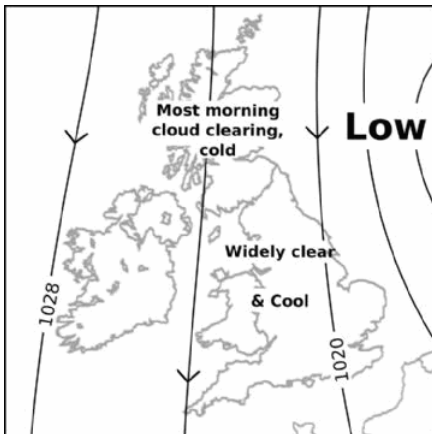 Most morning
cloud clearing,
cold
Low
Widely clear
& Cool
1028
1020